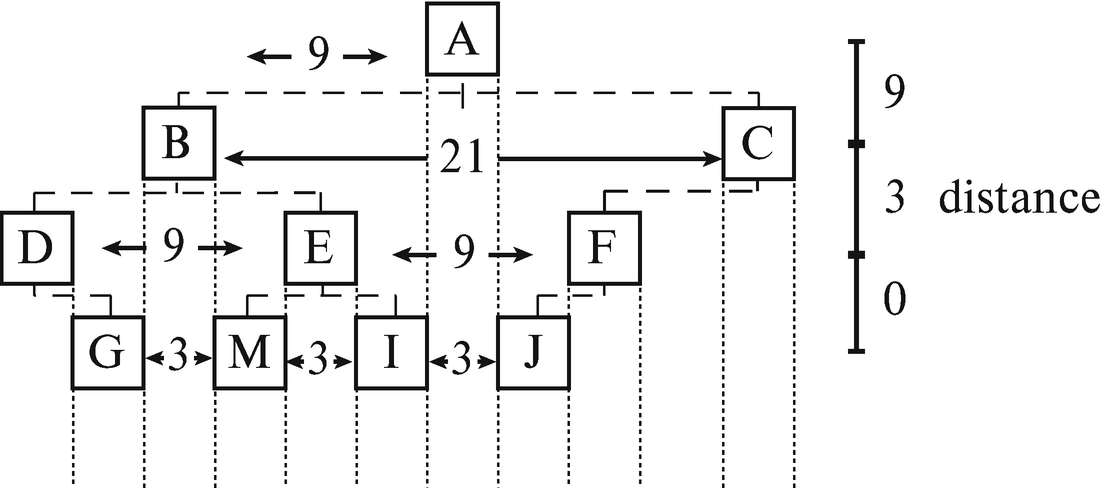 9 A
9
B 21 C
3 distance
D 9 E 9 F
0
G 3 M 3 I 3 J